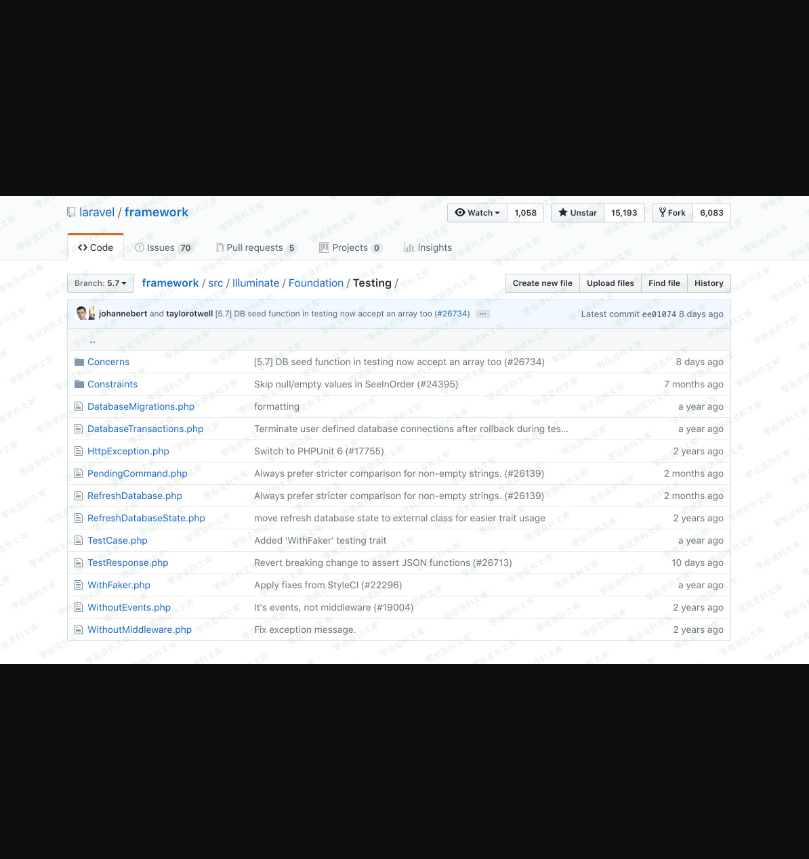 laravel / framework
Watch 1,058 Unstar 15,193 Fork 6,083
Code Issues 70 Pull requests 5 Projects 0 Insights
Branch: 5.7 framework / src / Illuminate / Foundation / Testing / Create new file Upload files Find file History
johannebert and taylorotwell [5.7] DB seed function in testing now accept an array too (#26734) ... Latest commit ee01074 8 days ago
..
Concerns [5.7] DB seed function in testing now accept an array too (#26734) 8 days ago
Constraints Skip null/empty values in SeeInOrder (#24395) 7 months ago
DatabaseMigrations.php formatting a year ago
DatabaseTransactions.php Terminate user defined database connections after rollback during tes... a year ago
HttpException.php Switch to PHPUnit 6 (#17755) 2 years ago
PendingCommand.php Always prefer stricter comparison for non-empty strings. (#26139) 2 months ago
RefreshDatabase.php Always prefer stricter comparison for non-empty strings. (#26139) 2 months ago
RefreshDatabaseState.php move refresh database state to external class for easier trait usage 2 years ago
TestCase.php Added 'WithFaker' testing trait a year ago
TestResponse.php Revert breaking change to assert JSON functions (#26713) 10 days ago
WithFaker.php Apply fixes from StyleCI (#22296) a year ago
WithoutEvents.php It's events, not middleware (#19004) 2 years ago
WithoutMiddleware.php Fix exception message. 2 years ago